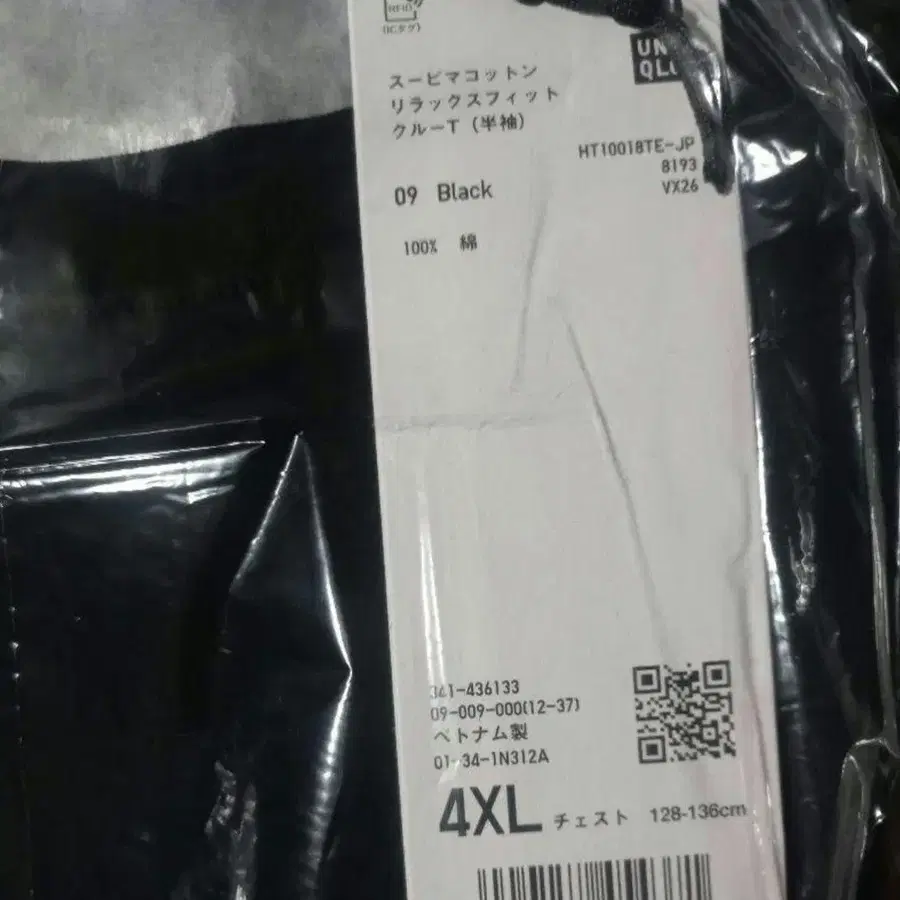 RFID
(ICタグ)
UNI
QLO
スーピマコットン
リラックスフィット
クルーT (半袖)
HT10018TE-JP
8193
VX26
09 Black
100% 綿
341-436133
09-009-000(12-37)
ベトナム製
01-34-1N312A
4XL チェスト 128-136cm